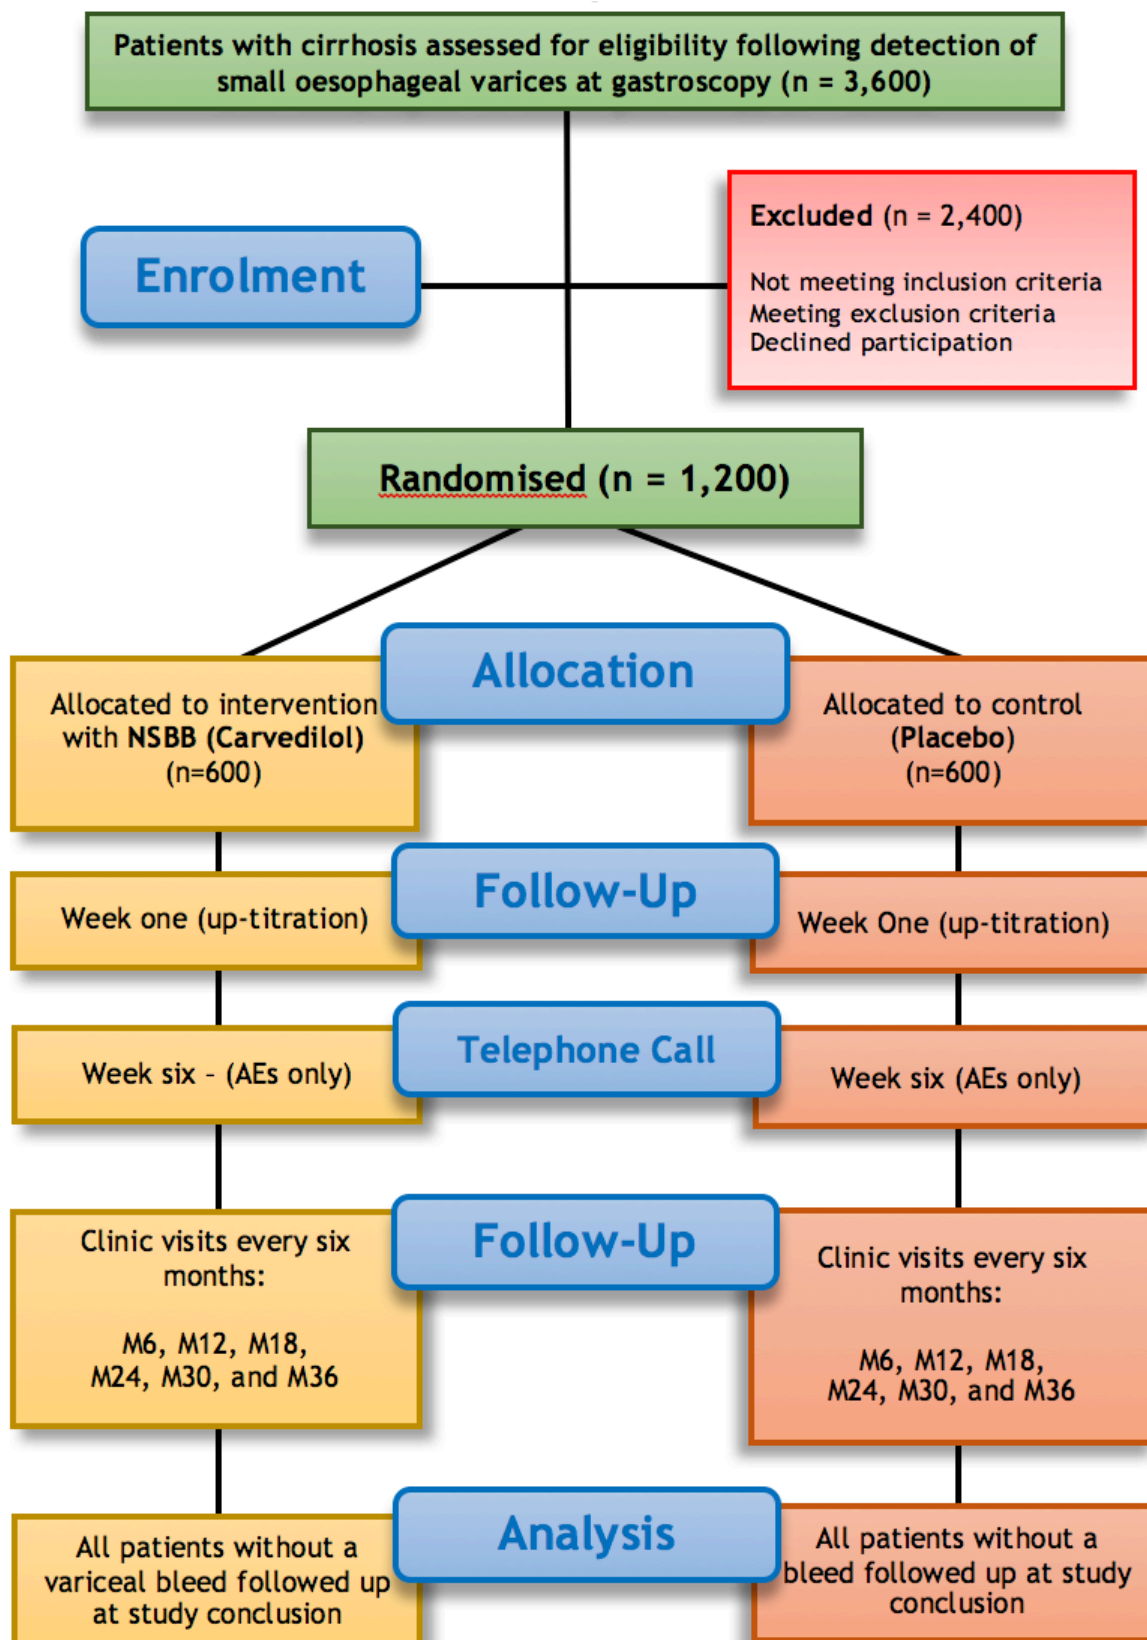 Patients with cirrhosis assessed for eligibility following detection of
small oesophageal varices at gastroscopy (n = 3,600)
Enrolment
Excluded (n = 2,400)
Not meeting inclusion criteria
Meeting exclusion criteria
Declined participation
Randomised (n = 1,200)
Allocation
Allocated to intervention
with NSBB (Carvedilol)
(n=600)
Allocated to control
(Placebo)
(n=600)
Follow-Up
Week one (up-titration)
Week One (up-titration)
Telephone Call
Week six – (AEs only)
Week six (AEs only)
Follow-Up
Clinic visits every six
months:
M6, M12, M18,
M24, M30, and M36
Clinic visits every six
months:
M6, M12, M18,
M24, M30, and M36
Analysis
All patients without a
variceal bleed followed up
at study conclusion
All patients without a
bleed followed up at study
conclusion